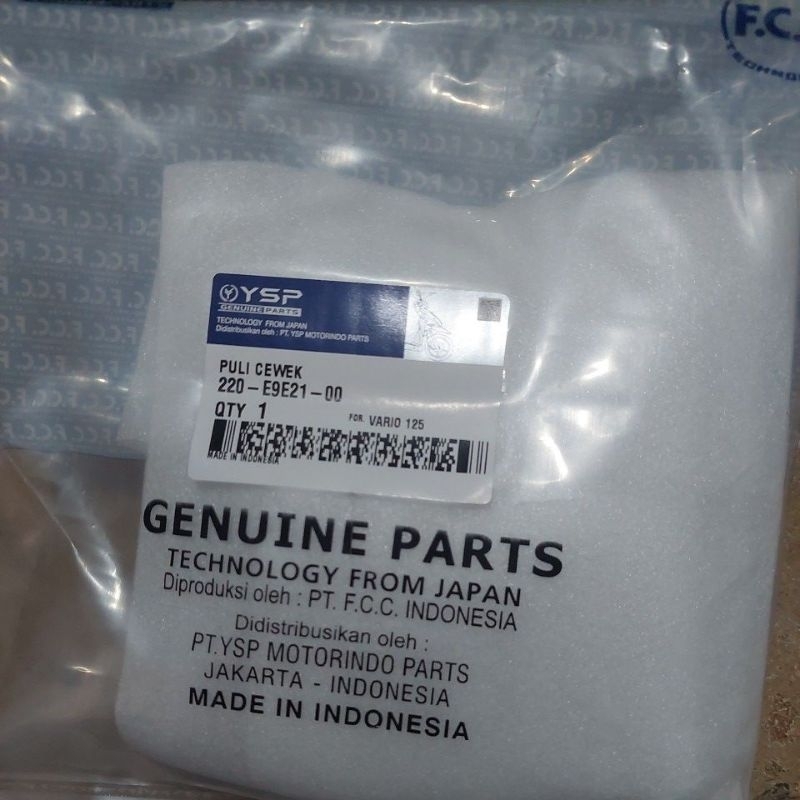 F.C.
YSP
GENUINE PARTS
TECHNOLOGY FROM JAPAN
Didistribusikan oleh : PT. YSP MOTORINDO PARTS
PULI CEWEK
220-E9E21-00
QTY 1
FOR. VARIO 125
MADE IN INDONESIA
GENUINE PARTS
TECHNOLOGY FROM JAPAN
Diproduksi oleh : PT. F.C.C. INDONESIA
Didistribusikan oleh :
PT.YSP MOTORINDO PARTS
JAKARTA - INDONESIA
MADE IN INDONESIA